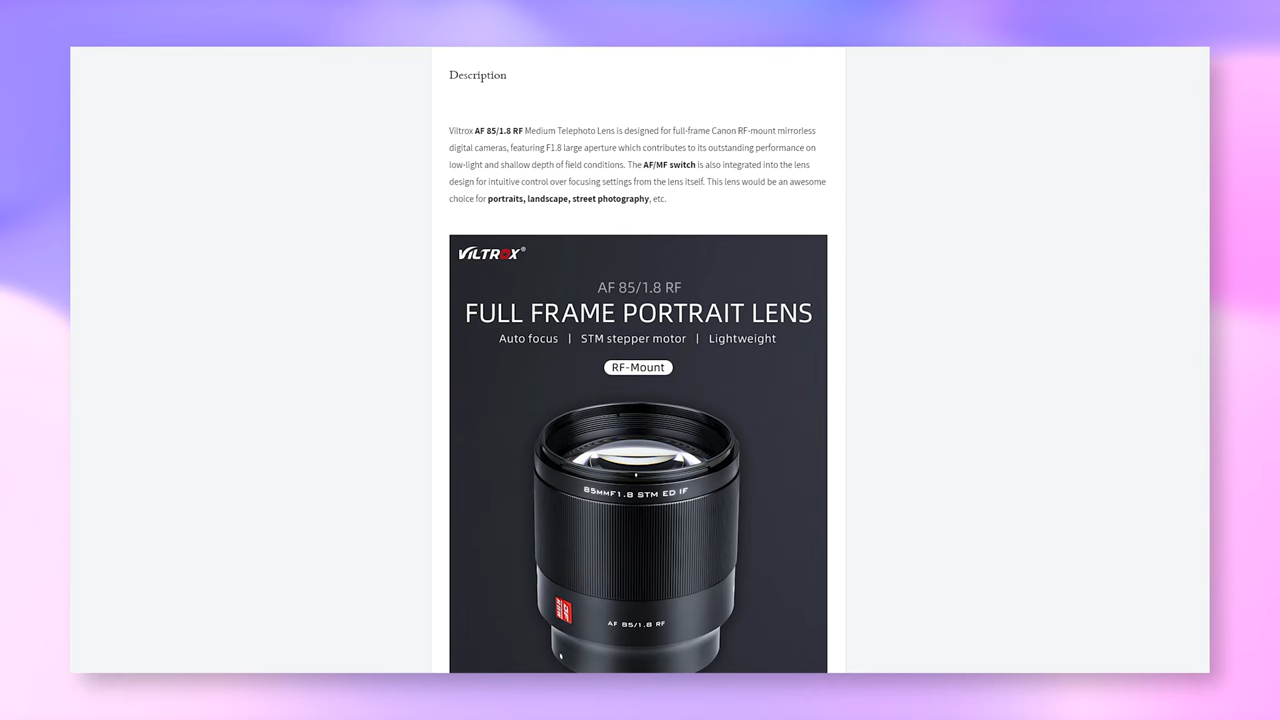 Description
Viltrox AF 85/1.8 RF Medium Telephoto Lens is designed for full-frame Canon RF-mount mirrorless
digital cameras, featuring F1.8 large aperture which contributes to its outstanding performance on
low-light and shallow depth of field conditions. The AF/MF switch is also integrated into the lens
design for intuitive control over focusing settings from the lens itself. This lens would be an awesome
choice for portraits, landscape, street photography, etc.
VILTROX®
AF 85/1.8 RF
FULL FRAME PORTRAIT LENS
Auto focus | STM stepper motor | Lightweight
RF-Mount
85MMF1.8 STM ED IF
AF 85/1.8 RF